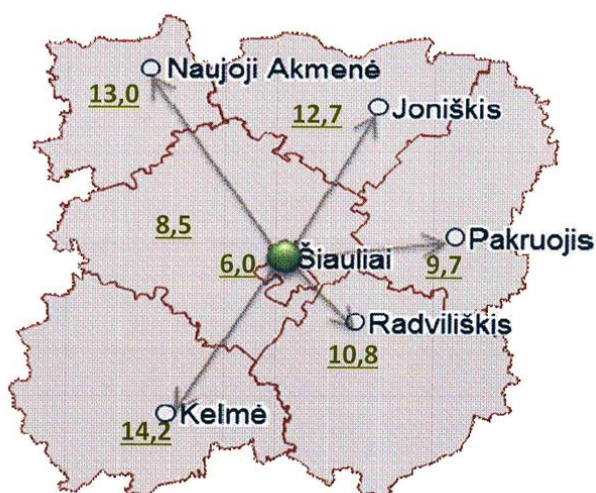 Naujoji Akmenė
13,0
12,7
Joniškis
8,5
6,0
Šiauliai
Pakruojis
9,7
Radviliškis
10,8
Kelmė
14,2